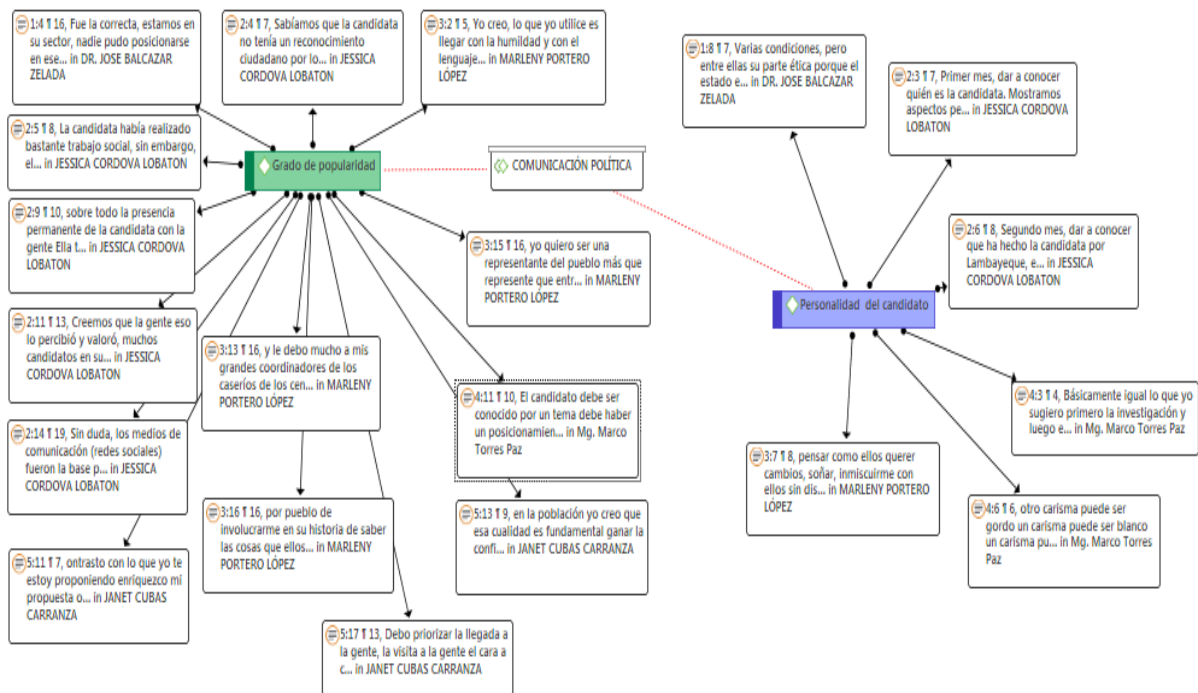 1:4 ¶ 16, Fue la correcta, estamos en
su sector, nadie pudo posicionarse
en ese... in DR. JOSE BALCAZAR
ZELADA
2:4 ¶ 7, Sabíamos que la candidata
no tenía un reconocimiento
ciudadano por lo... in JESSICA
CORDOVA LOBATON
3:2 ¶ 5, Yo creo, lo que yo utilice es
llegar con la humildad y con el
lenguaje... in MARLENY PORTERO
LÓPEZ
2:5 ¶ 8, La candidata había realizado
bastante trabajo social, sin embargo,
el... in JESSICA CORDOVA LOBATON
Grado de popularidad
COMUNICACIÓN POLÍTICA
2:9 ¶ 10, sobre todo la presencia
permanente de la candidata con la
gente Ella t... in JESSICA CORDOVA
LOBATON
3:15 ¶ 16, yo quiero ser una
representante del pueblo más que
represente que entr... in MARLENY
PORTERO LÓPEZ
2:11 ¶ 13, Creemos que la gente eso
lo percibió y valoró, muchos
candidatos en su... in JESSICA
CORDOVA LOBATON
3:13 ¶ 16, y le debo mucho a mis
grandes coordinadores de los
caseríos de los cen... in MARLENY
PORTERO LÓPEZ
4:11 ¶ 10, El candidato debe ser
conocido por un tema debe haber
un posicionamien... in Mg. Marco
Torres Paz
2:14 ¶ 19, Sin duda, los medios de
comunicación (redes sociales)
fueron la base p... in JESSICA
CORDOVA LOBATON
3:16 ¶ 16, por pueblo de
involucrarme en su historia de saber
las cosas que ellos... in MARLENY
PORTERO LÓPEZ
5:13 ¶ 9, en la población yo creo que
esa cualidad es fundamental ganar la
confi... in JANET CUBAS CARRANZA
5:11 ¶ 7, ontrasto con lo que yo te
estoy proponiendo enriquezco mi
propuesta o... in JANET CUBAS
CARRANZA
5:17 ¶ 13, Debo priorizar la llegada a
la gente, la visita a la gente el cara a
c... in JANET CUBAS CARRANZA
1:8 ¶ 7, Varias condiciones, pero
entre ellas su parte ética porque el
estado e... in DR. JOSE BALCAZAR
ZELADA
2:3 ¶ 7, Primer mes, dar a conocer
quién es la candidata. Mostramos
aspectos pe... in JESSICA CORDOVA
LOBATON
2:6 ¶ 8, Segundo mes, dar a conocer
que ha hecho la candidata por
Lambayeque, e... in JESSICA
CORDOVA LOBATON
Personalidad del candidato
4:3 ¶ 4, Básicamente igual lo que yo
sugiero primero la investigación y
luego e... in Mg. Marco Torres Paz
3:7 ¶ 8, pensar como ellos querer
cambios, soñar, inmiscuirme con
ellos sin dis... in MARLENY PORTERO
LÓPEZ
4:6 ¶ 6, otro carisma puede ser
gordo un carisma puede ser blanco
un carisma pu... in Mg. Marco Torres
Paz